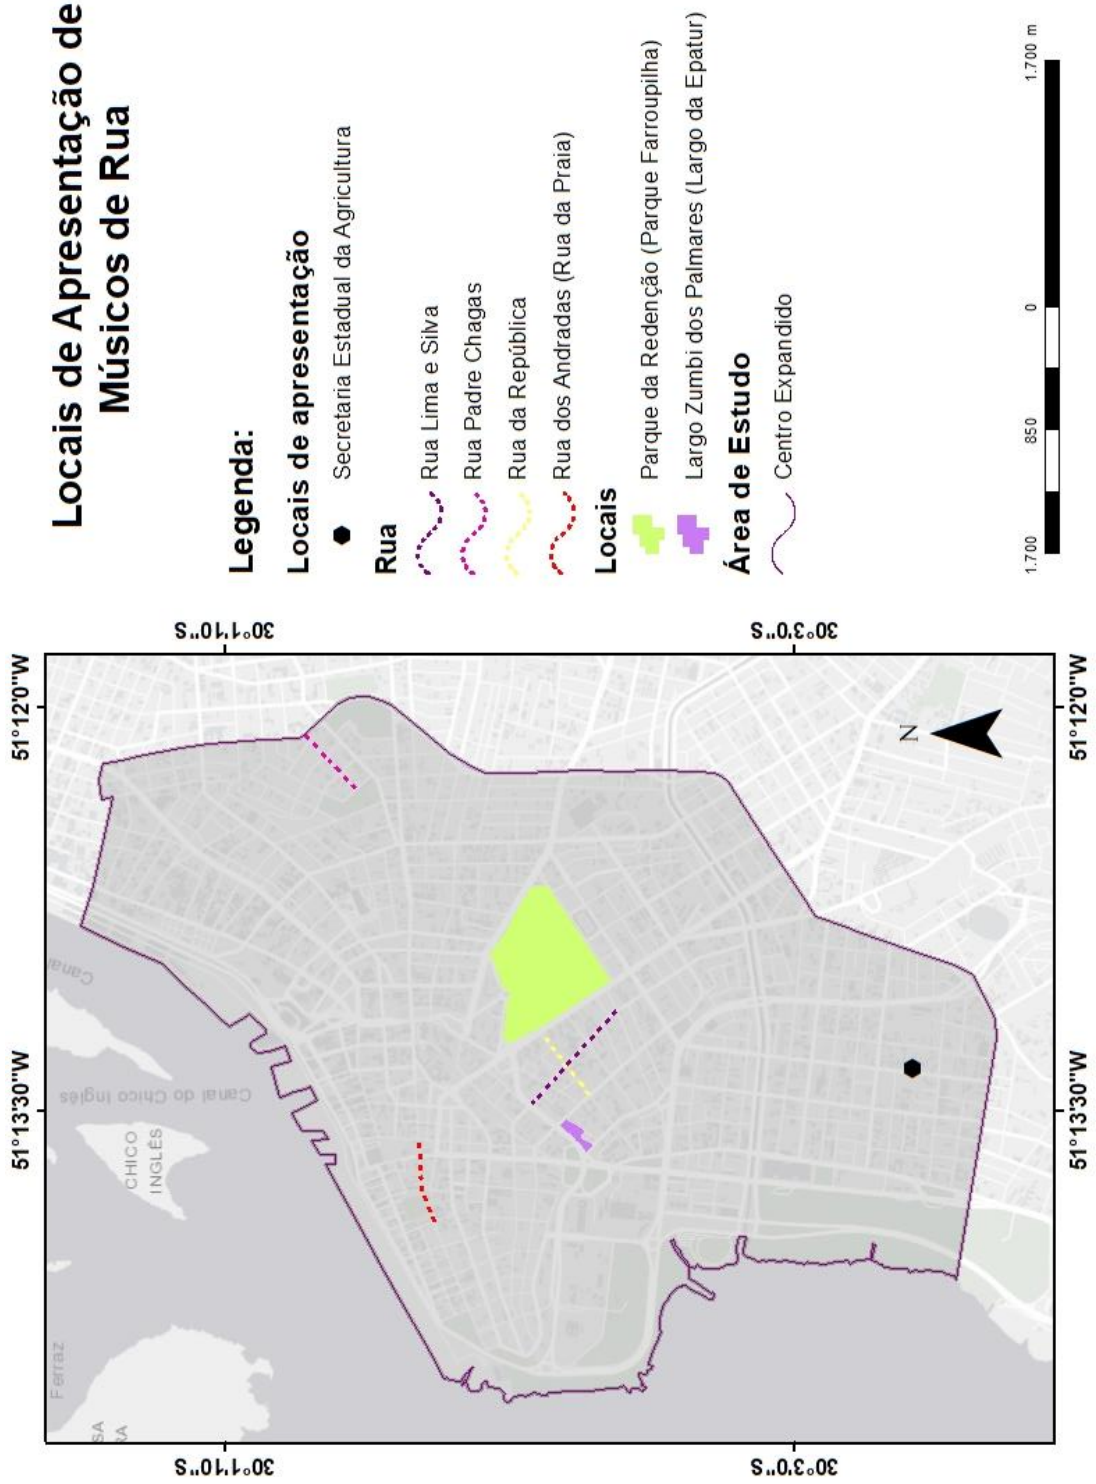 Locais de Apresentação de
Músicos de Rua
Legenda:
Locais de apresentação
Secretaria Estadual da Agricultura
Rua
Rua Lima e Silva
Rua Padre Chagas
Rua da República
Rua dos Andradas (Rua da Praia)
Locais
Parque da Redenção (Parque Farroupilha)
Largo Zumbi dos Palmares (Largo da Epatur)
Área de Estudo
Centro Expandido
1.700 850 0 1.700 m
51°13'30"W 51°12'0"W
30°1'10"S 30°1'10"S
Canal
Canal do Chico Inglês
CHICO
INGLES
Ferraz
SA
RA
N
30°3'0"S 30°3'0"S
51°13'30"W 51°12'0"W